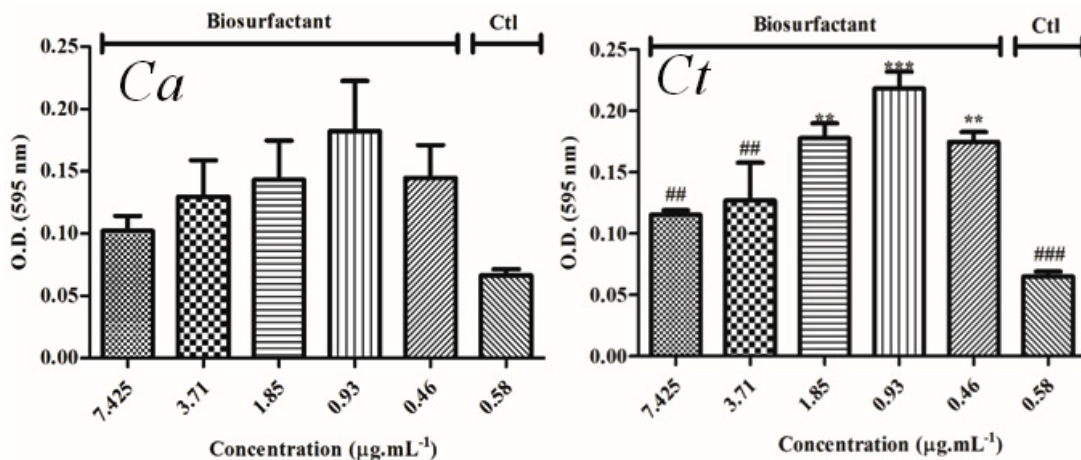 Biosurfactant Ctl
Ca
O.D. (595 nm)
0.25
0.20
0.15
0.10
0.05
0.00
7.425 3.71 1.85 0.93 0.46 0.58
Concentration (µg.mL⁻¹)
Biosurfactant Ctl
Ct
O.D. (595 nm)
0.25
0.20
0.15
0.10
0.05
0.00
## ## ** *** ** ###
7.425 3.71 1.85 0.93 0.46 0.58
Concentration (µg.mL⁻¹)